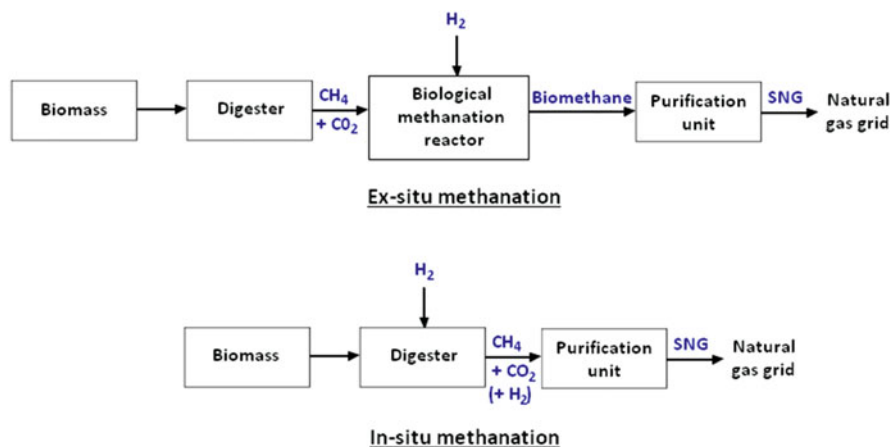 H₂
Biomass
Digester
CH₄
+ CO₂
Biological
methanation
reactor
Biomethane
Purification
unit
SNG
Natural
gas grid
Ex-situ methanation
H₂
Biomass
Digester
CH₄
+ CO₂
(+ H₂)
Purification
unit
SNG
Natural
gas grid
In-situ methanation